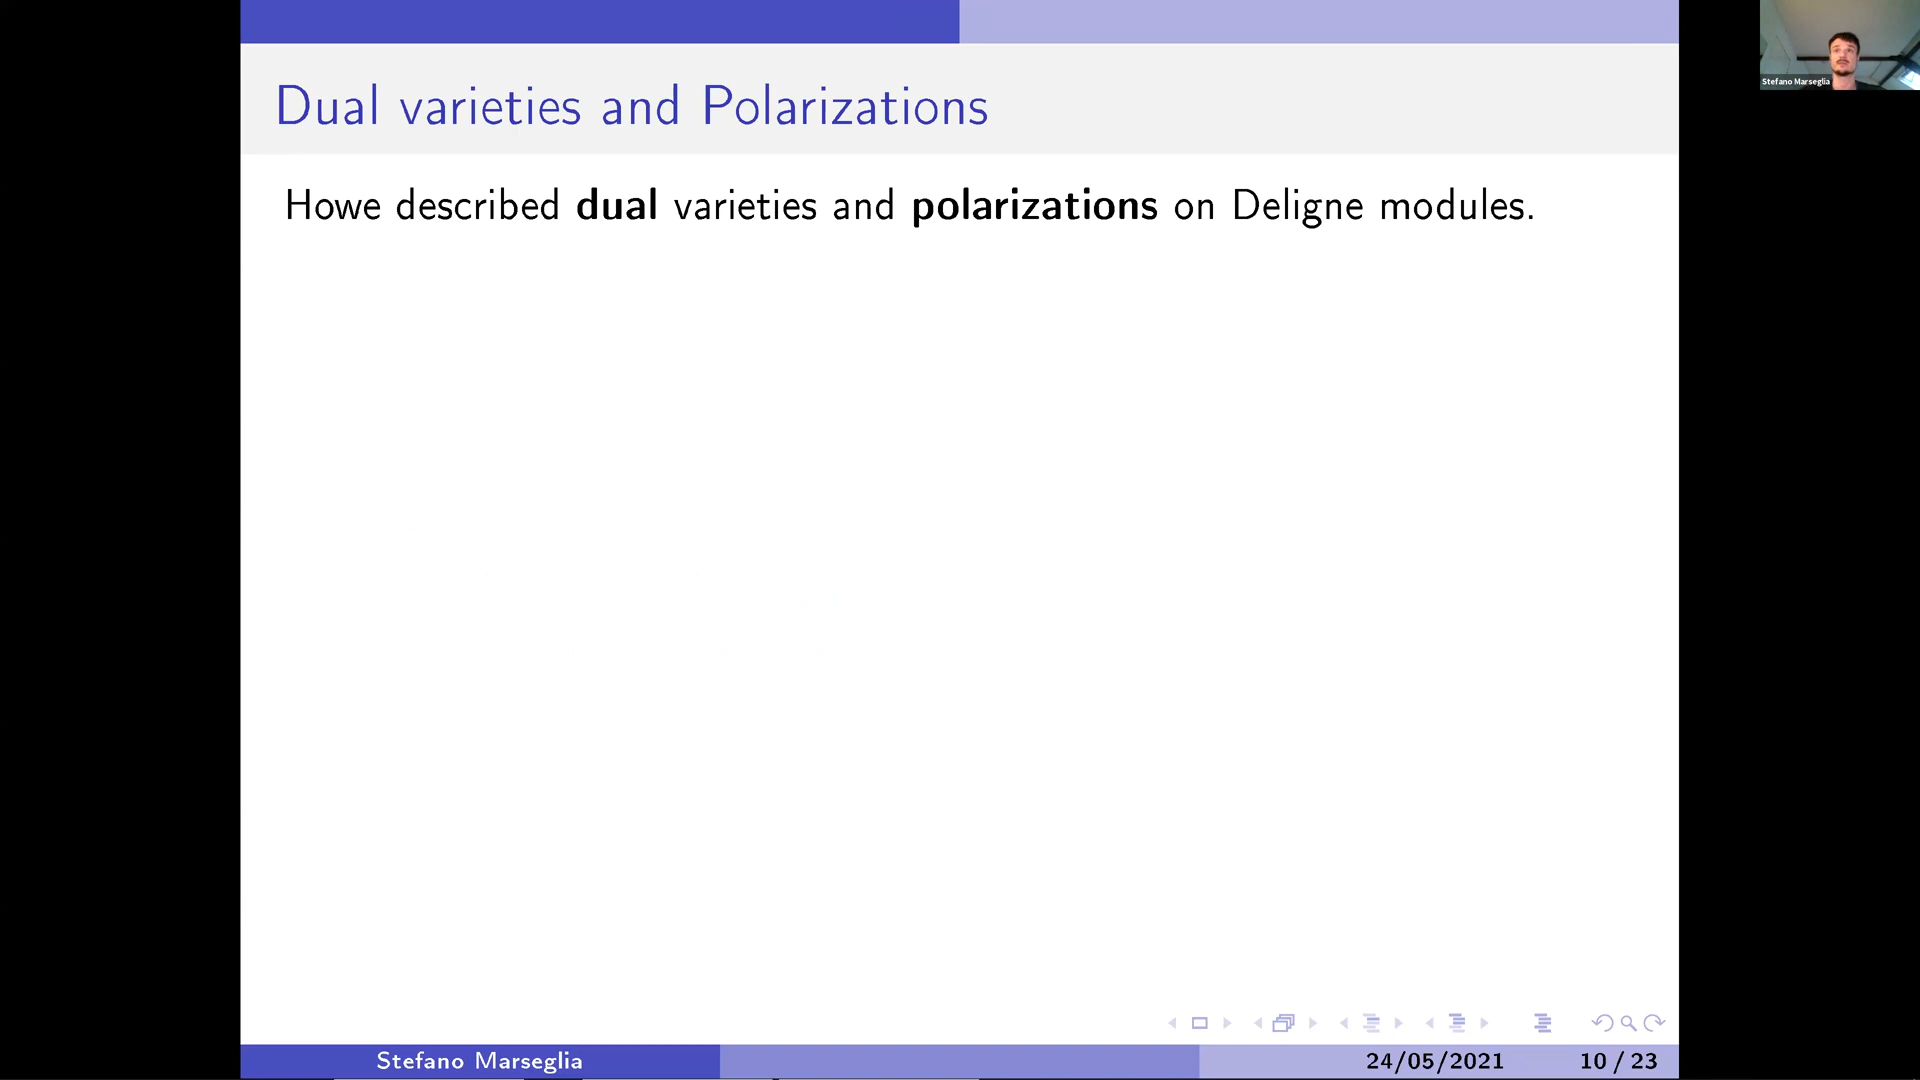 Dual varieties and Polarizations
Stefano Marseglia
Howe described dual varieties and polarizations on Deligne modules.
Stefano Marseglia
24/05/2021
10 / 23